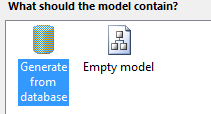 What should the model contain?
Generate
from
database
Empty model